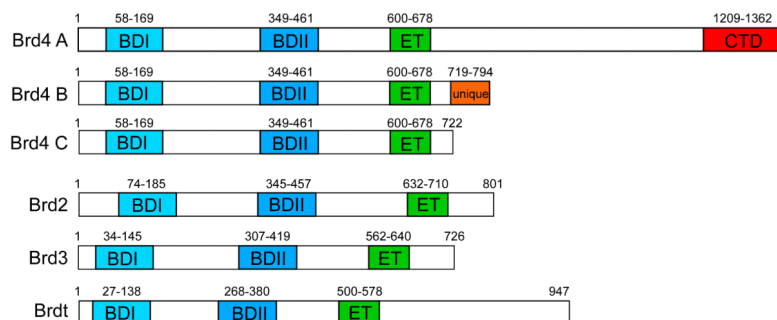 1 58-169 349-461 600-678 1209-1362
Brd4 A BDI BDII ET CTD
1 58-169 349-461 600-678 719-794
Brd4 B BDI BDII ET unique
1 58-169 349-461 600-678 722
Brd4 C BDI BDII ET
1 74-185 345-457 632-710 801
Brd2 BDI BDII ET
1 34-145 307-419 562-640 726
Brd3 BDI BDII ET
1 27-138 268-380 500-578 947
Brdt BDI BDII ET